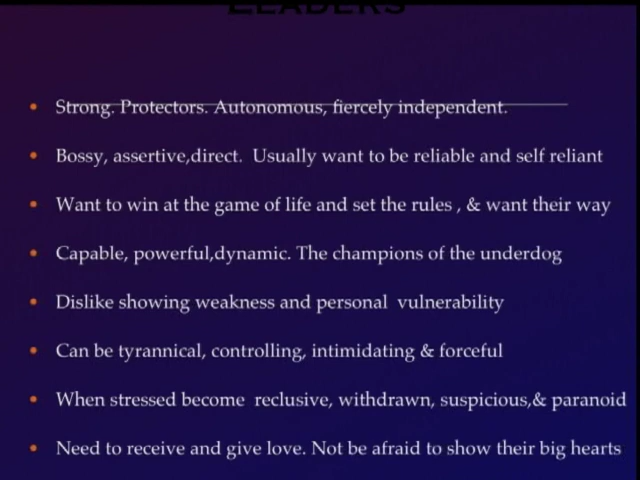 LEADERS
• Strong. Protectors. Autonomous, fiercely independent.
• Bossy, assertive,direct. Usually want to be reliable and self reliant
• Want to win at the game of life and set the rules , & want their way
• Capable, powerful,dynamic. The champions of the underdog
• Dislike showing weakness and personal vulnerability
• Can be tyrannical, controlling, intimidating & forceful
• When stressed become reclusive, withdrawn, suspicious,& paranoid
• Need to receive and give love. Not be afraid to show their big hearts